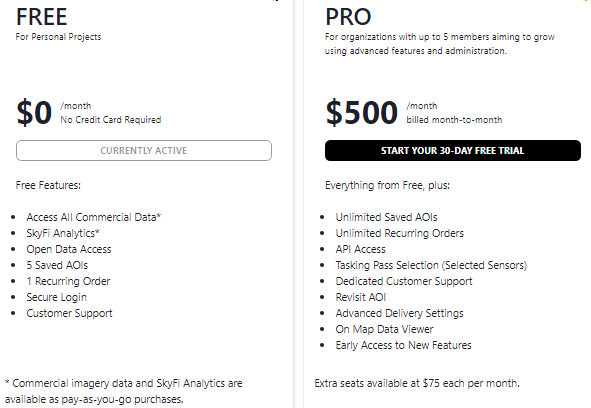 FREE
For Personal Projects
$0 /month
No Credit Card Required
CURRENTLY ACTIVE
Free Features:
• Access All Commercial Data*
• SkyFi Analytics*
• Open Data Access
• 5 Saved AOIs
• 1 Recurring Order
• Secure Login
• Customer Support
* Commercial imagery data and SkyFi Analytics are
available as pay-as-you-go purchases.
PRO
For organizations with up to 5 members aiming to grow
using advanced features and administration.
$500 /month
billed month-to-month
START YOUR 30-DAY FREE TRIAL
Everything from Free, plus:
• Unlimited Saved AOIs
• Unlimited Recurring Orders
• API Access
• Tasking Pass Selection (Selected Sensors)
• Dedicated Customer Support
• Revisit AOI
• Advanced Delivery Settings
• On Map Data Viewer
• Early Access to New Features
Extra seats available at $75 each per month.